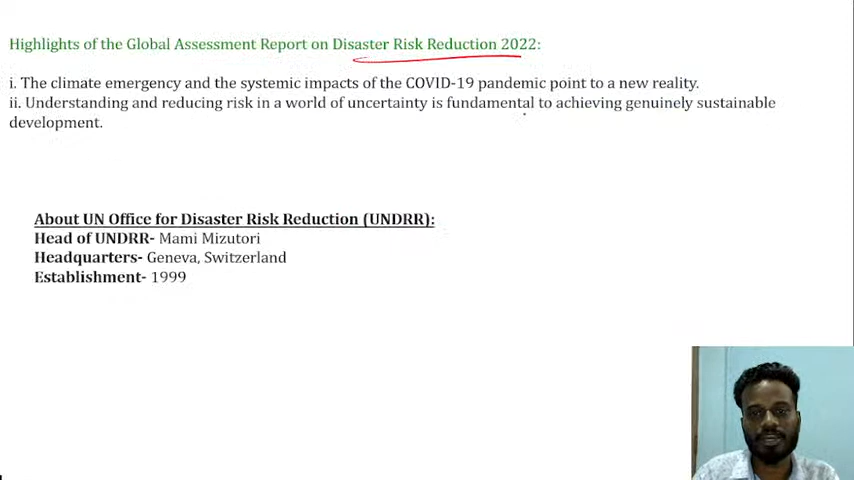 Highlights of the Global Assessment Report on Disaster Risk Reduction 2022:
i. The climate emergency and the systemic impacts of the COVID-19 pandemic point to a new reality.
ii. Understanding and reducing risk in a world of uncertainty is fundamental to achieving genuinely sustainable
development.
About UN Office for Disaster Risk Reduction (UNDRR):
Head of UNDRR- Mami Mizutori
Headquarters- Geneva, Switzerland
Establishment- 1999